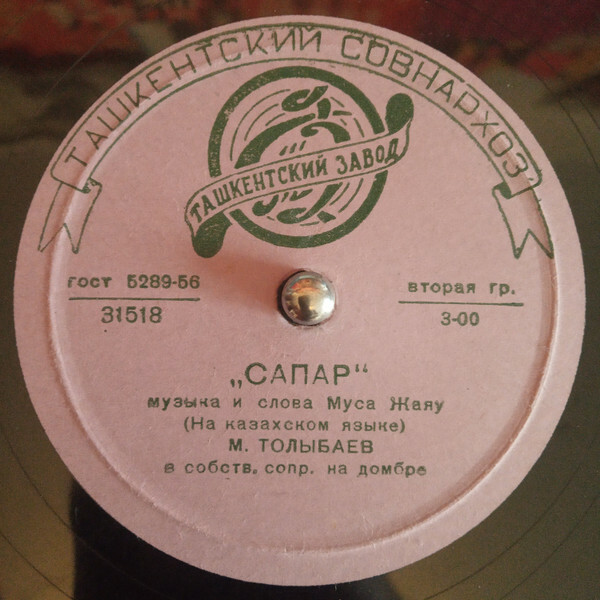 ТАШКЕНТСКИЙ СОВНАРХОЗ
ТАШКЕНТСКИЙ ЗАВОД
гост 5289-56
31518
вторая гр.
3-00
„САПАР“
музыка и слова Муса Жаяу
(На казахском языке)
М. ТОЛЫБАЕВ
в собств. сопр. на домбре